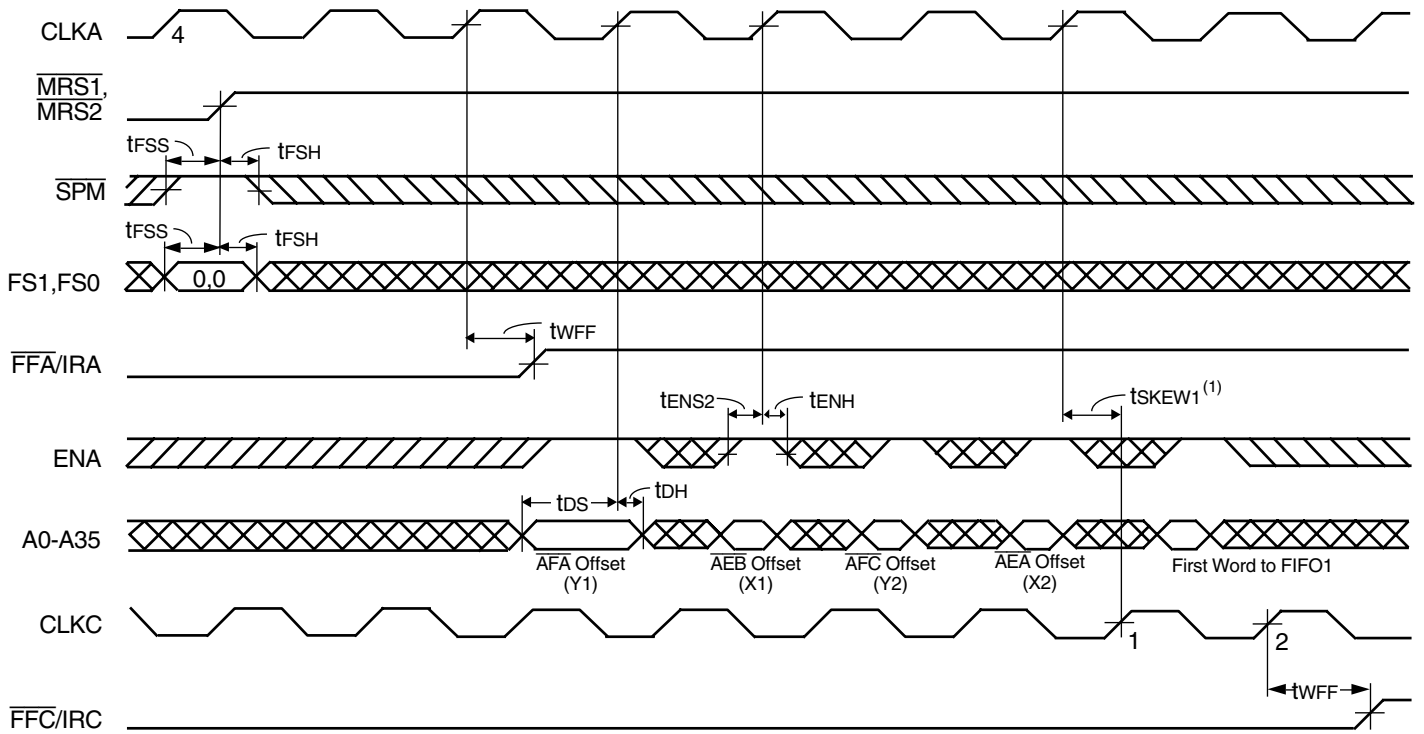 CLKA
4
MRS1,
MRS2
tFSS
tFSH
SPM
tFSS
tFSH
FS1,FS0
0,0
tWFF
FFA/IRA
tENS2
tENH
tSKEW1(1)
ENA
tDS
tDH
A0-A35
AFA Offset
(Y1)
AEB Offset
(X1)
AFC Offset
(Y2)
AEA Offset
(X2)
First Word to FIFO1
CLKC
1
2
tWFF
FFC/IRC